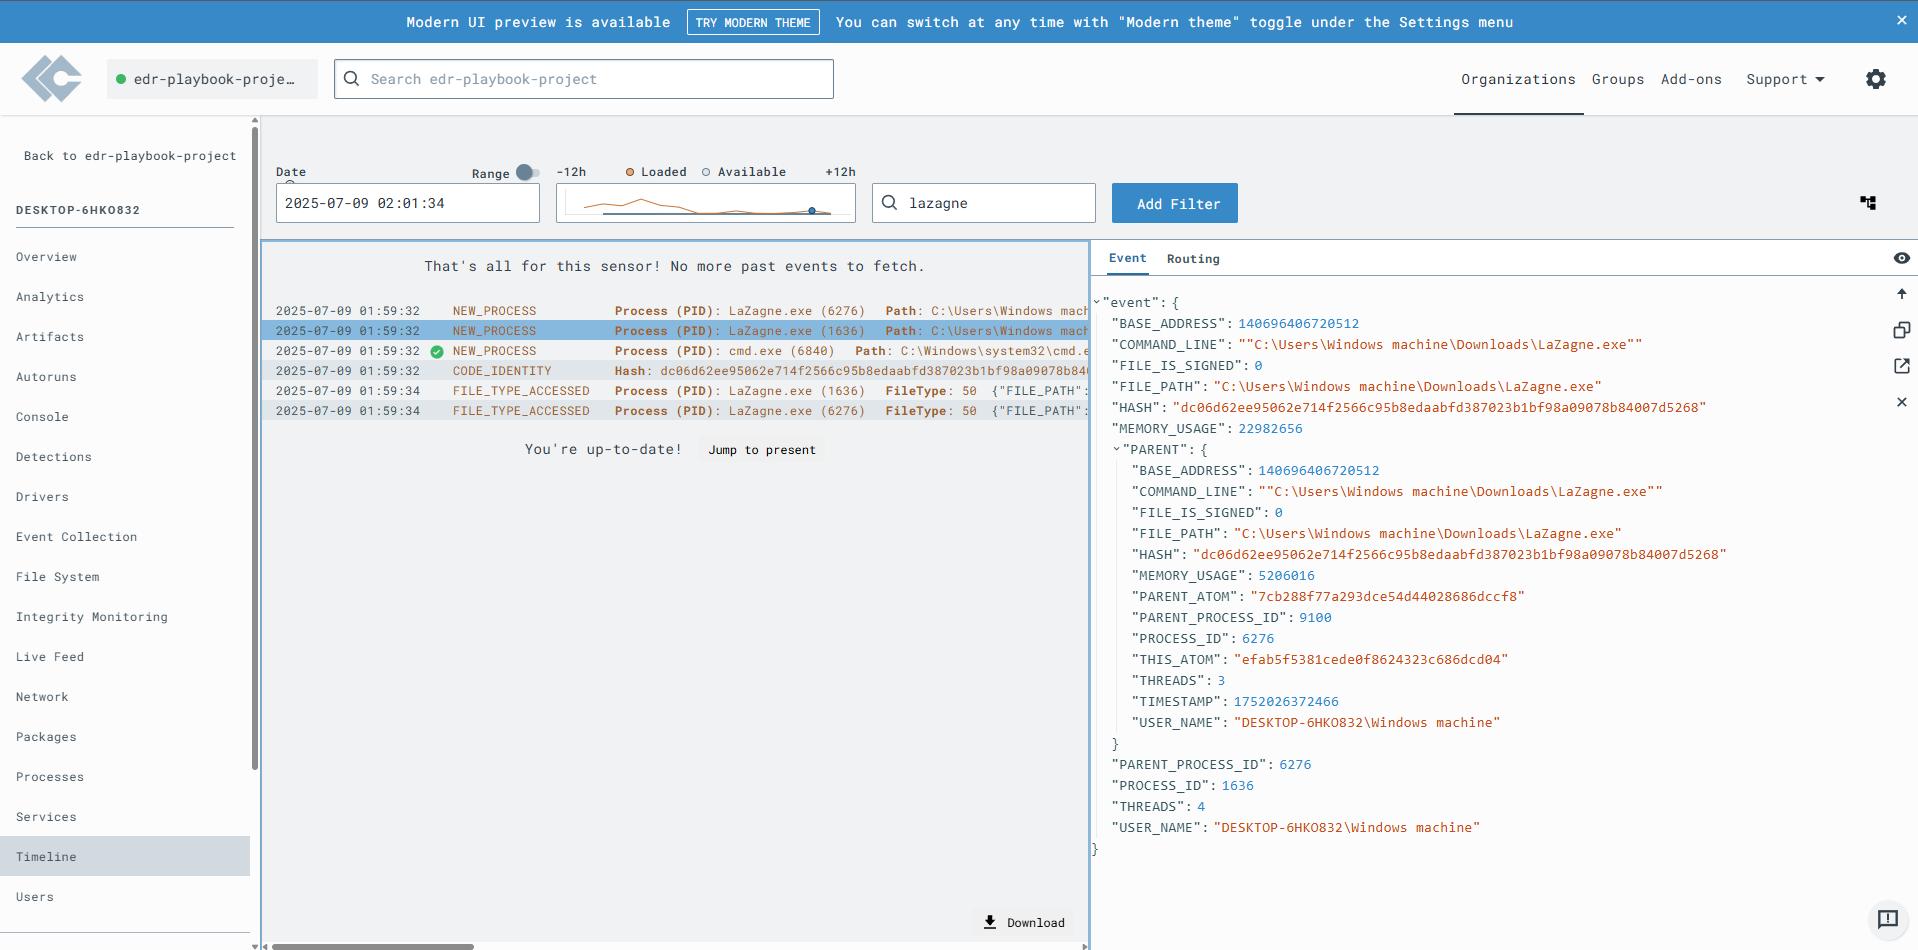 Modern UI preview is available TRY MODERN THEME You can switch at any time with "Modern theme" toggle under the Settings menu
edr-playbook-proje… Search edr-playbook-project Organizations Groups Add-ons Support
Back to edr-playbook-project
DESKTOP-6HKO832
Overview
Analytics
Artifacts
Autoruns
Console
Detections
Drivers
Event Collection
File System
Integrity Monitoring
Live Feed
Network
Packages
Processes
Services
Timeline
Users
Date Range -12h Loaded Available +12h
2025-07-09 02:01:34 lazagne Add Filter
That's all for this sensor! No more past events to fetch.
2025-07-09 01:59:32 NEW_PROCESS Process (PID): LaZagne.exe (6276) Path: C:\Users\Windows mach
2025-07-09 01:59:32 NEW_PROCESS Process (PID): LaZagne.exe (1636) Path: C:\Users\Windows mach
2025-07-09 01:59:32 NEW_PROCESS Process (PID): cmd.exe (6840) Path: C:\Windows\system32\cmd.e
2025-07-09 01:59:32 CODE_IDENTITY Hash: dc06d62ee95062e714f2566c95b8edaabfd387023b1bf98a09078b840
2025-07-09 01:59:34 FILE_TYPE_ACCESSED Process (PID): LaZagne.exe (1636) FileType: 50 {"FILE_PATH":
2025-07-09 01:59:34 FILE_TYPE_ACCESSED Process (PID): LaZagne.exe (6276) FileType: 50 {"FILE_PATH":
You're up-to-date! Jump to present
Download
Event Routing
"event": {
"BASE_ADDRESS": 140696406720512
"COMMAND_LINE": ""C:\Users\Windows machine\Downloads\LaZagne.exe""
"FILE_IS_SIGNED": 0
"FILE_PATH": "C:\Users\Windows machine\Downloads\LaZagne.exe"
"HASH": "dc06d62ee95062e714f2566c95b8edaabfd387023b1bf98a09078b84007d5268"
"MEMORY_USAGE": 22982656
"PARENT": {
"BASE_ADDRESS": 140696406720512
"COMMAND_LINE": ""C:\Users\Windows machine\Downloads\LaZagne.exe""
"FILE_IS_SIGNED": 0
"FILE_PATH": "C:\Users\Windows machine\Downloads\LaZagne.exe"
"HASH": "dc06d62ee95062e714f2566c95b8edaabfd387023b1bf98a09078b84007d5268"
"MEMORY_USAGE": 5206016
"PARENT_ATOM": "7cb288f77a293dce54d44028686dccf8"
"PARENT_PROCESS_ID": 9100
"PROCESS_ID": 6276
"THIS_ATOM": "efab5f5381cede0f8624323c686dcd04"
"THREADS": 3
"TIMESTAMP": 1752026372466
"USER_NAME": "DESKTOP-6HKO832\Windows machine"
}
"PARENT_PROCESS_ID": 6276
"PROCESS_ID": 1636
"THREADS": 4
"USER_NAME": "DESKTOP-6HKO832\Windows machine"
}